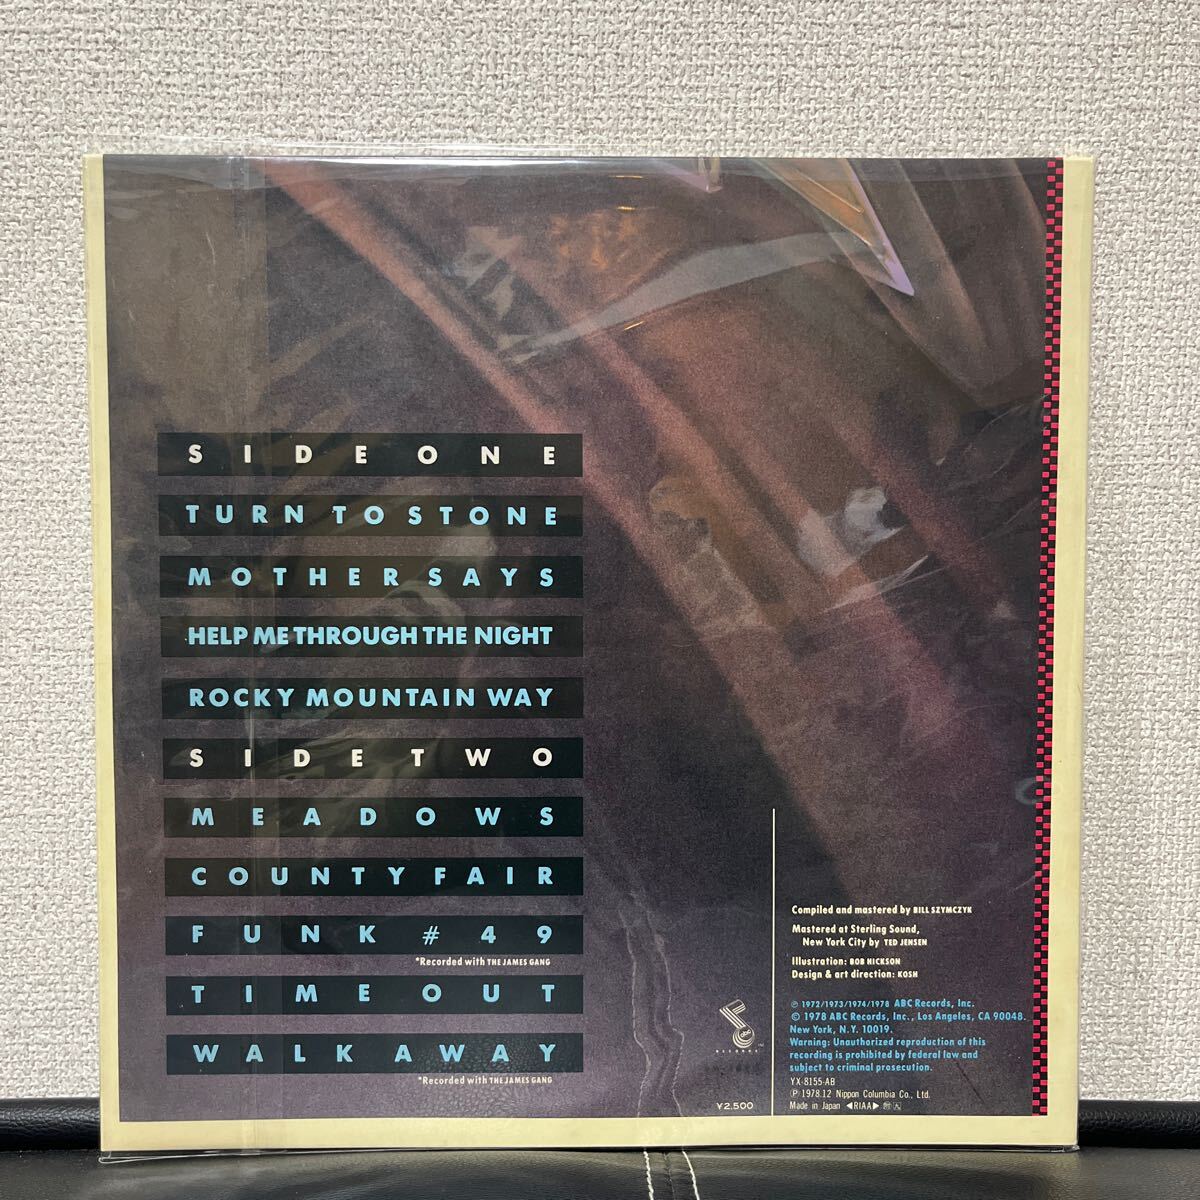 SIDE ONE
TURN TO STONE
MOTHER SAYS
HELP ME THROUGH THE NIGHT
ROCKY MOUNTAIN WAY
SIDE TWO
MEADOWS
COUNTY FAIR
FUNK #49
*Recorded with THE JAMES GANG
TIME OUT
WALK AWAY
*Recorded with THE JAMES GANG
abc
RECORDS
TM
¥2,500
Compiled and mastered by BILL SZYMCZYK
Mastered at Sterling Sound,
New York City by TED JENSEN
Illustration: BOB HICKSON
Design & art direction: KOSH
℗ 1972/1973/1974/1978 ABC Records, Inc.
© 1978 ABC Records, Inc., Los Angeles, CA 90048.
New York, N.Y. 10019.
Warning: Unauthorized reproduction of this
recording is prohibited by federal law and
subject to criminal prosecution.
YX-8155-AB
℗ 1978.12 Nippon Columbia Co., Ltd.
Made in Japan ◀RIAA▶